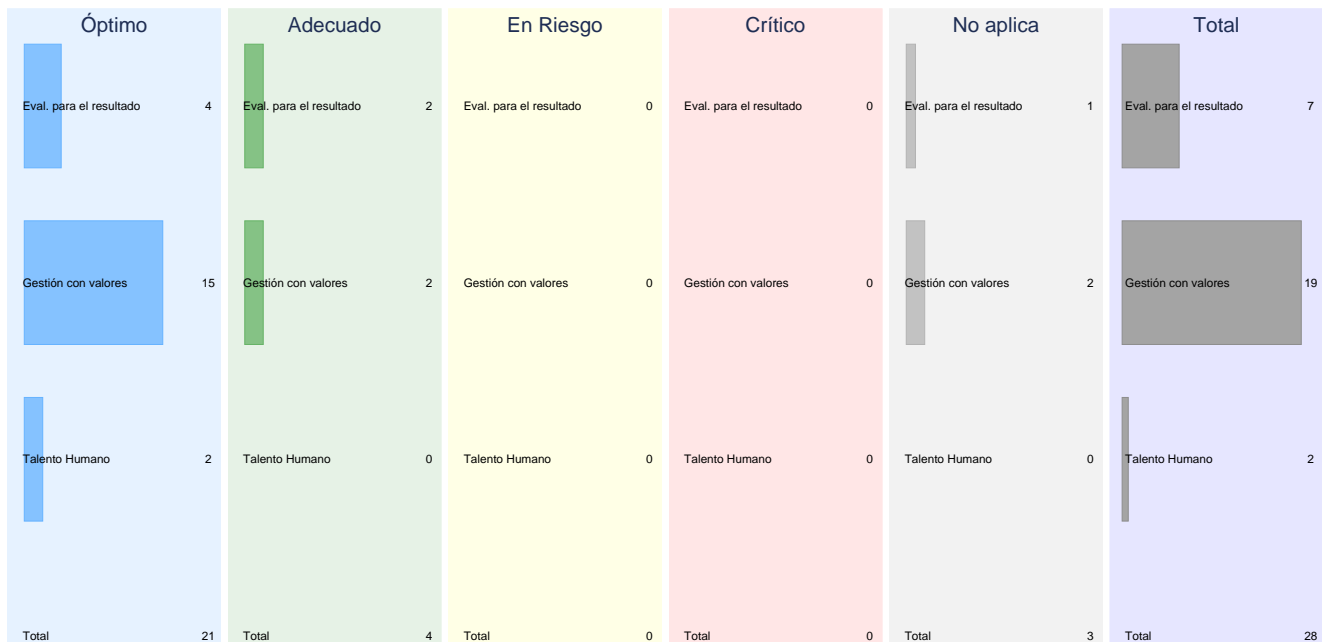 Óptimo Adecuado En Riesgo Crítico No aplica Total
Eval. para el resultado 4 Eval. para el resultado 2 Eval. para el resultado 0 Eval. para el resultado 0 Eval. para el resultado 1 Eval. para el resultado 7
Gestión con valores 15 Gestión con valores 2 Gestión con valores 0 Gestión con valores 0 Gestión con valores 2 Gestión con valores 19
Talento Humano 2 Talento Humano 0 Talento Humano 0 Talento Humano 0 Talento Humano 0 Talento Humano 2
Total 21 Total 4 Total 0 Total 0 Total 3 Total 28